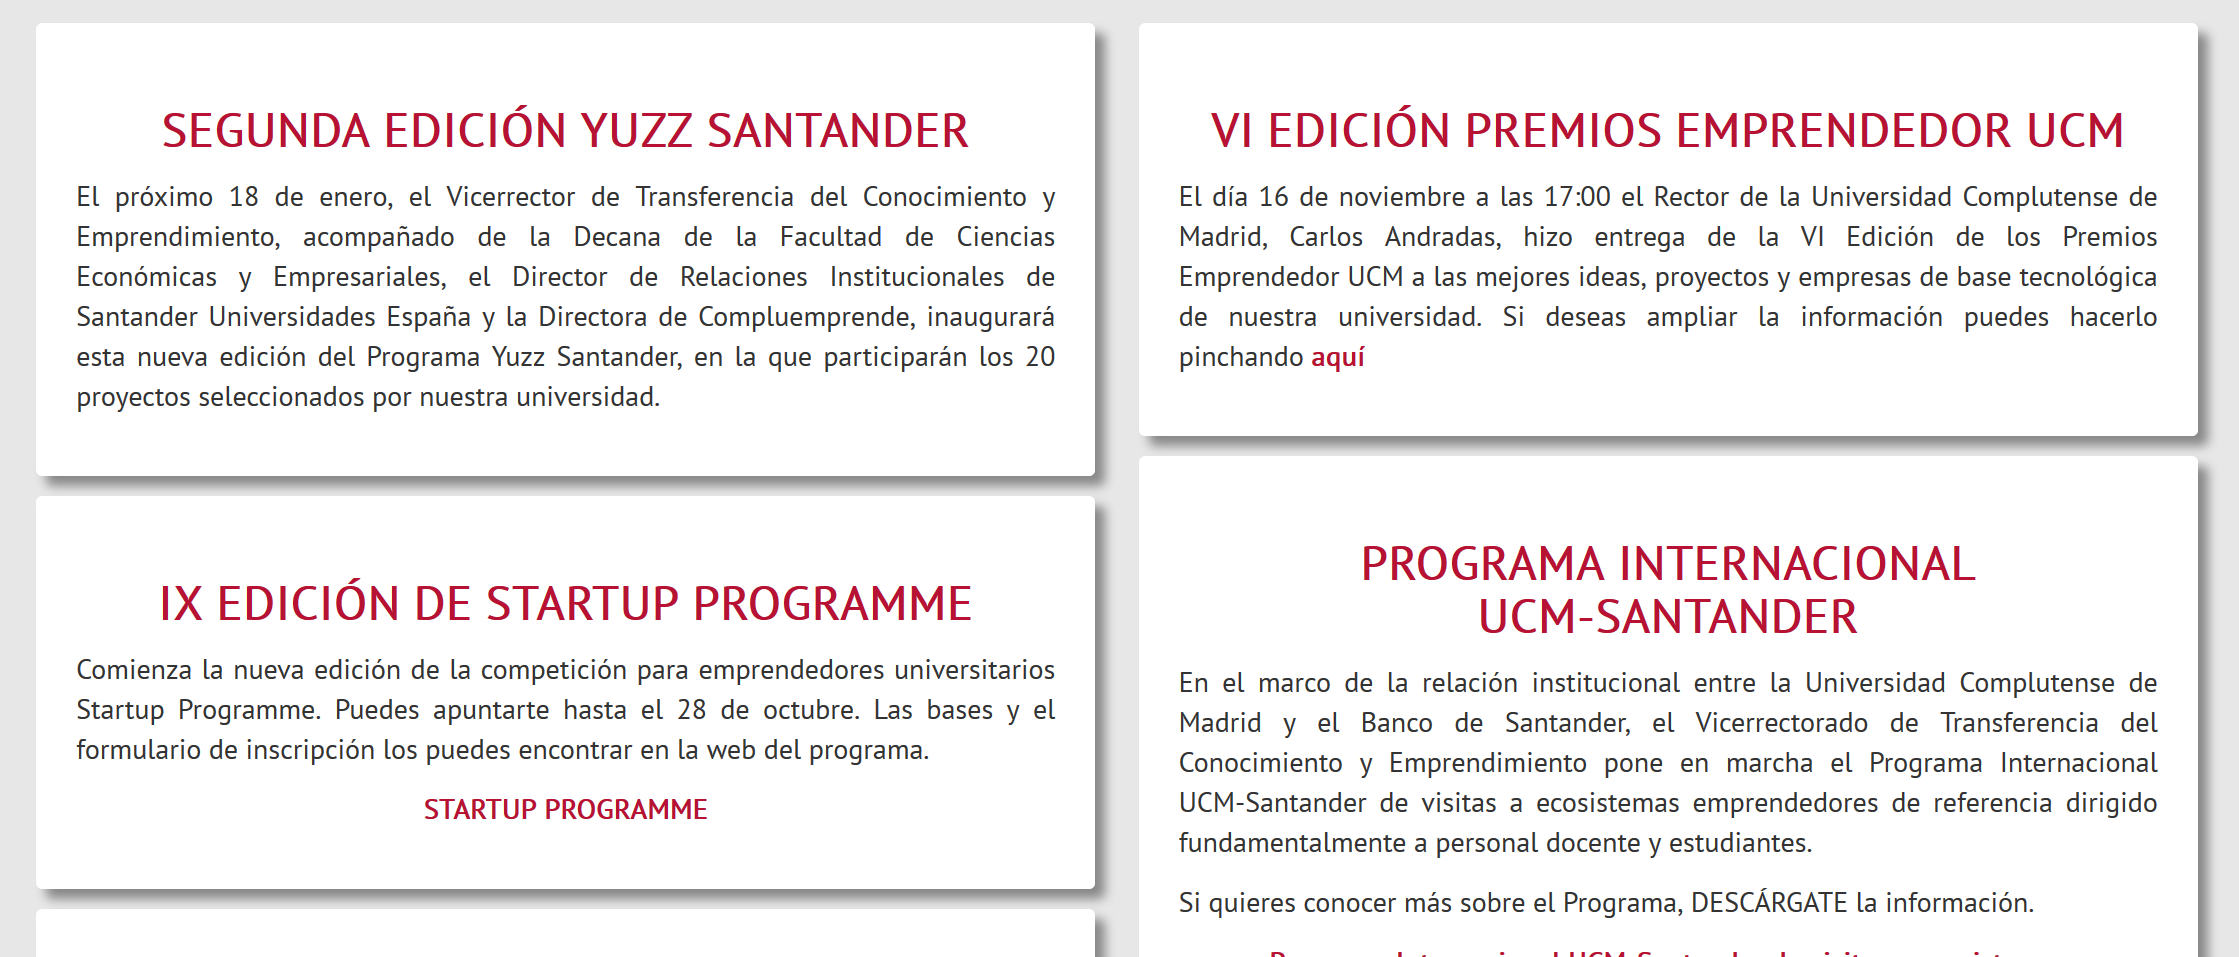 SEGUNDA EDICIÓN YUZZ SANTANDER
El próximo 18 de enero, el Vicerrector de Transferencia del Conocimiento y
Emprendimiento, acompañado de la Decana de la Facultad de Ciencias
Económicas y Empresariales, el Director de Relaciones Institucionales de
Santander Universidades España y la Directora de Compluemprende, inaugurará
esta nueva edición del Programa Yuzz Santander, en la que participarán los 20
proyectos seleccionados por nuestra universidad.
IX EDICIÓN DE STARTUP PROGRAMME
Comienza la nueva edición de la competición para emprendedores universitarios
Startup Programme. Puedes apuntarte hasta el 28 de octubre. Las bases y el
formulario de inscripción los puedes encontrar en la web del programa.
STARTUP PROGRAMME
VI EDICIÓN PREMIOS EMPRENDEDOR UCM
El día 16 de noviembre a las 17:00 el Rector de la Universidad Complutense de
Madrid, Carlos Andradas, hizo entrega de la VI Edición de los Premios
Emprendedor UCM a las mejores ideas, proyectos y empresas de base tecnológica
de nuestra universidad. Si deseas ampliar la información puedes hacerlo
pinchando aquí
PROGRAMA INTERNACIONAL
UCM-SANTANDER
En el marco de la relación institucional entre la Universidad Complutense de
Madrid y el Banco de Santander, el Vicerrectorado de Transferencia del
Conocimiento y Emprendimiento pone en marcha el Programa Internacional
UCM-Santander de visitas a ecosistemas emprendedores de referencia dirigido
fundamentalmente a personal docente y estudiantes.
Si quieres conocer más sobre el Programa, DESCÁRGATE la información.